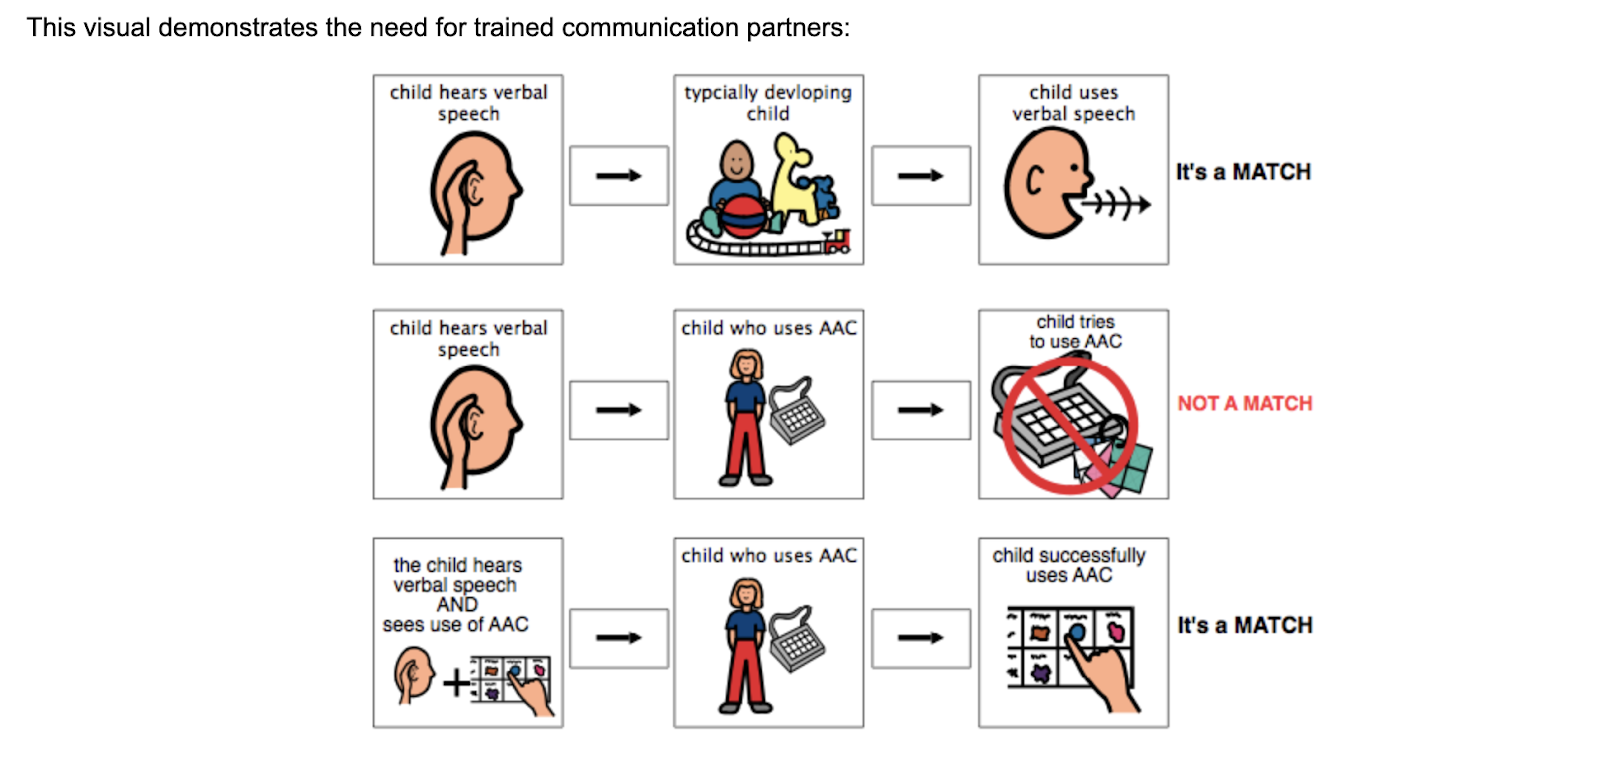 This visual demonstrates the need for trained communication partners:
child hears verbal
speech
typcially devloping
child
child uses
verbal speech
It's a MATCH
child hears verbal
speech
child who uses AAC
child tries
to use AAC
NOT A MATCH
the child hears
verbal speech
AND
sees use of AAC
child who uses AAC
child successfully
uses AAC
It's a MATCH